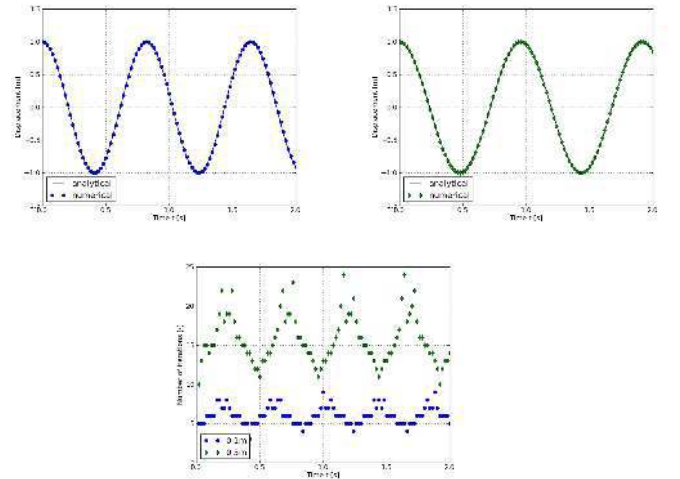 1.5
1.0
0.5
0.0
−0.5
−1.0
Displacement [m]
analytical
numerical
0.0 0.5 1.0 1.5 2.0
Time t [s]
1.5
1.0
0.5
0.0
−0.5
−1.0
Displacement [m]
analytical
numerical
0.0 0.5 1.0 1.5 2.0
Time t [s]
25
20
15
10
5
Number of iterations [-]
0.1m
0.5m
0.0 0.5 1.0 1.5 2.0
Time t [s]